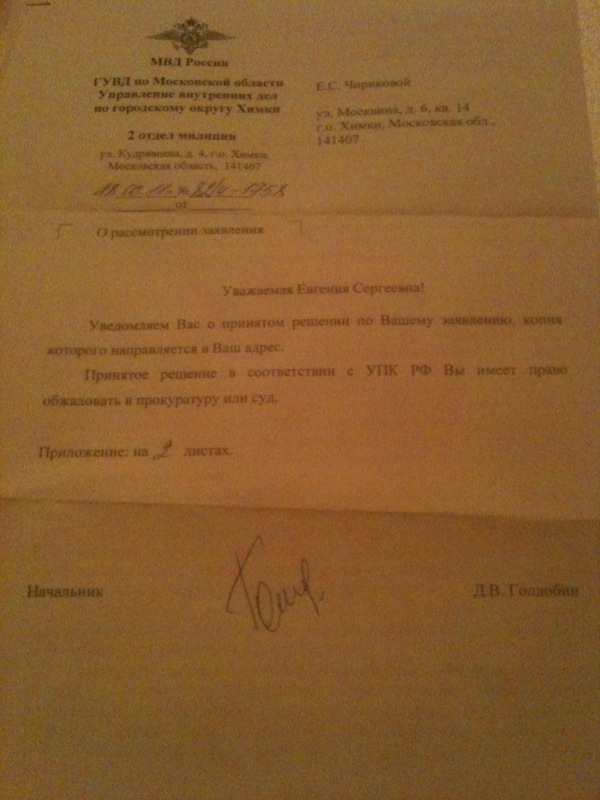 МВД России
ГУВД по Московской области
Управление внутренних дел
по городскому округу Химки
2 отдел милиции
ул. Кудрявцева, д. 4, г.о. Химки,
Московская область, 141407
от
Е.С. Чириковой
ул. Москвина, д. 6, кв. 14
г.о. Химки, Московская обл.,
141407
О рассмотрении заявления
Уважаемая Евгения Сергеевна!
Уведомляем Вас о принятом решении по Вашему заявлению, копия
которого направляется в Ваш адрес.
Принятое решение в соответствии с УПК РФ Вы имеет право
обжаловать в прокуратуру или суд.
Приложение: на 2 листах.
Начальник
Д.В. Голдобин